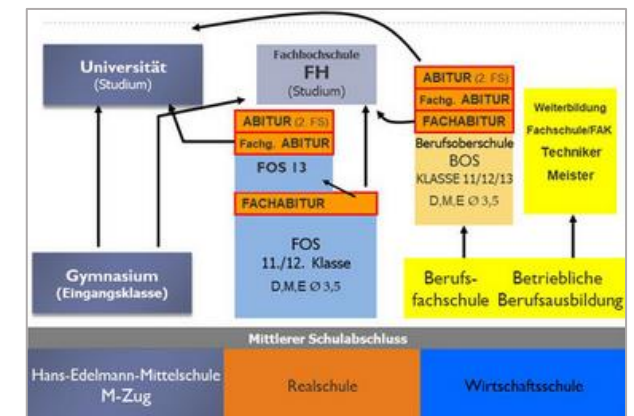 Universität
(Studium)
Fachhochschule
FH
(Studium)
ABITUR (2. FS)
Fachg. ABITUR
FOS 13
FACHABITUR
FOS
11./12. Klasse
D,M,E Ø 3,5
ABITUR (2. FS)
Fachg. ABITUR
FACHABITUR
Berufsoberschule
BOS
KLASSE 11/12/13
D,M,E Ø 3,5
Weiterbildung
Fachschule/FAK
Techniker
Meister
Gymnasium
(Eingangsklasse)
Berufs-
fachschule
Betriebliche
Berufsausbildung
Mittlerer Schulabschluss
Hans-Edelmann-Mittelschule
M-Zug
Realschule
Wirtschaftsschule